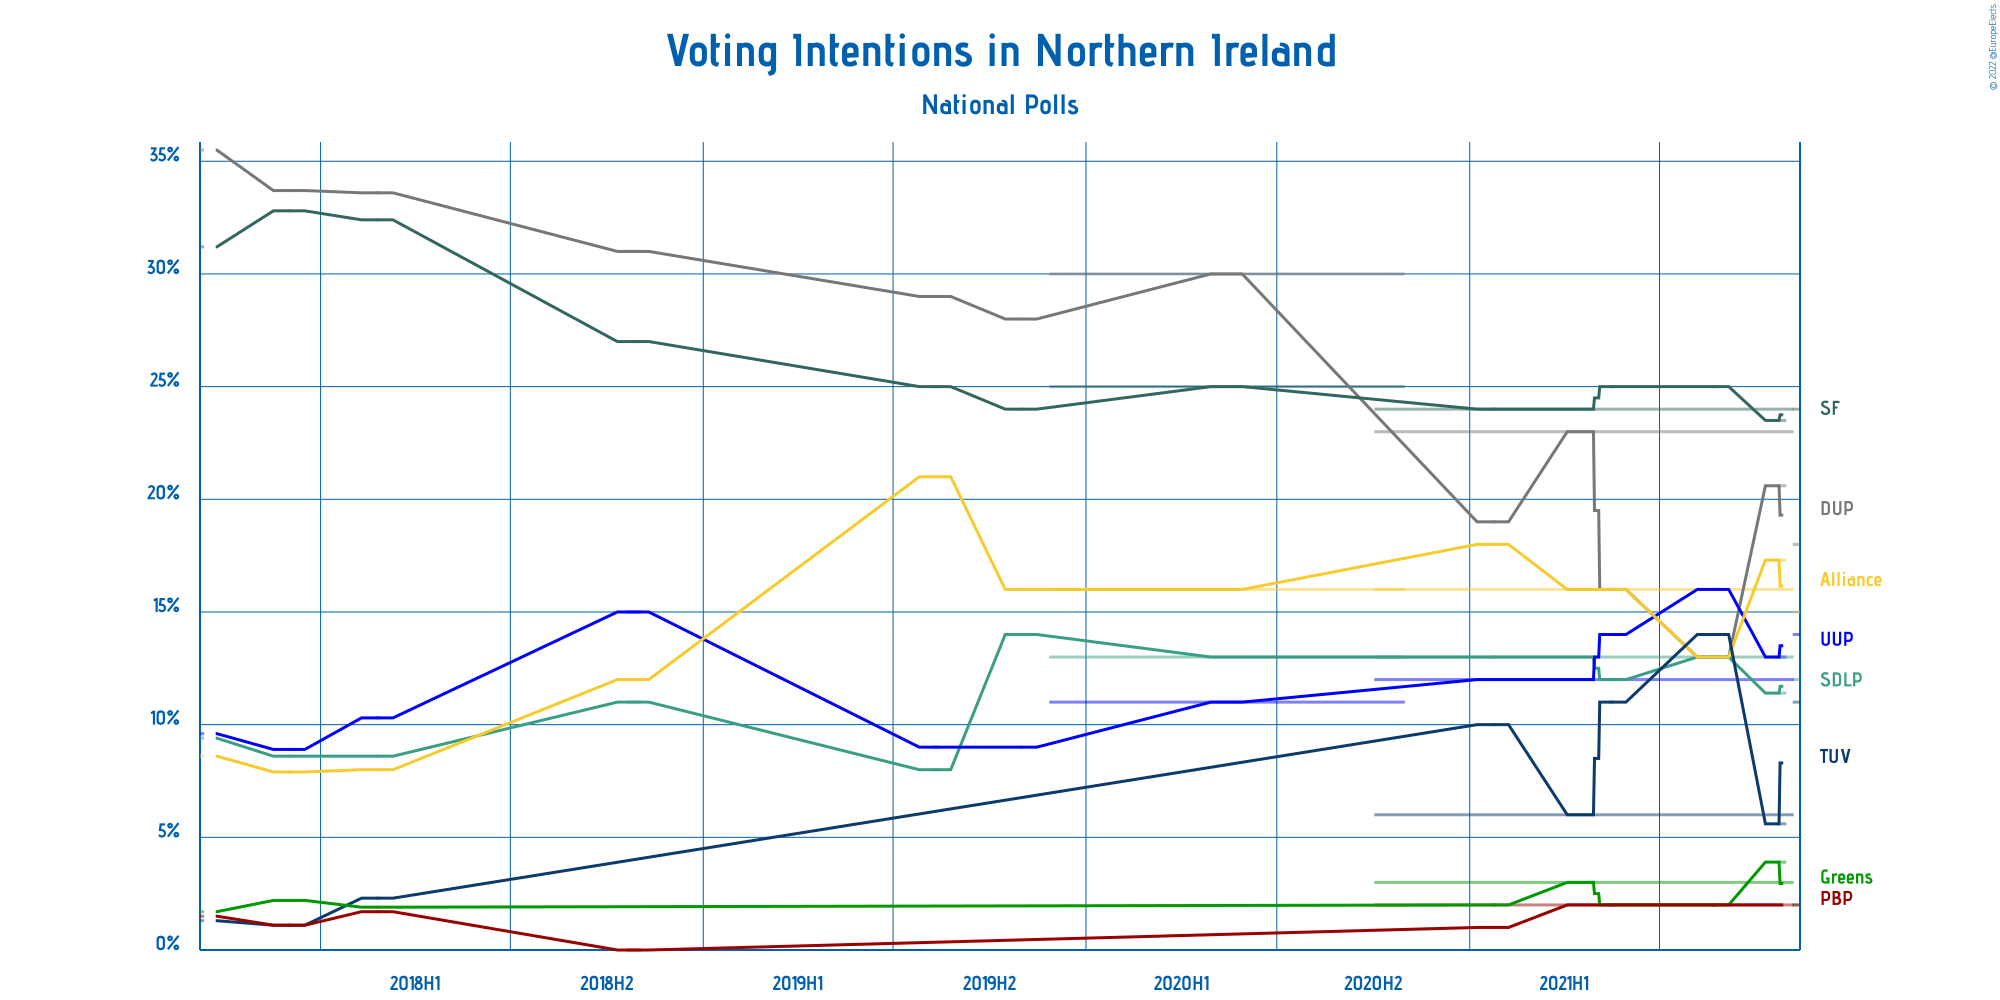 Voting Intentions in Northern Ireland
National Polls
© 2022 @EuropeElects
35%
30%
25%
20%
15%
10%
5%
0%
SF
DUP
Alliance
UUP
SDLP
TUV
Greens
PBP
2018H1 2018H2 2019H1 2019H2 2020H1 2020H2 2021H1